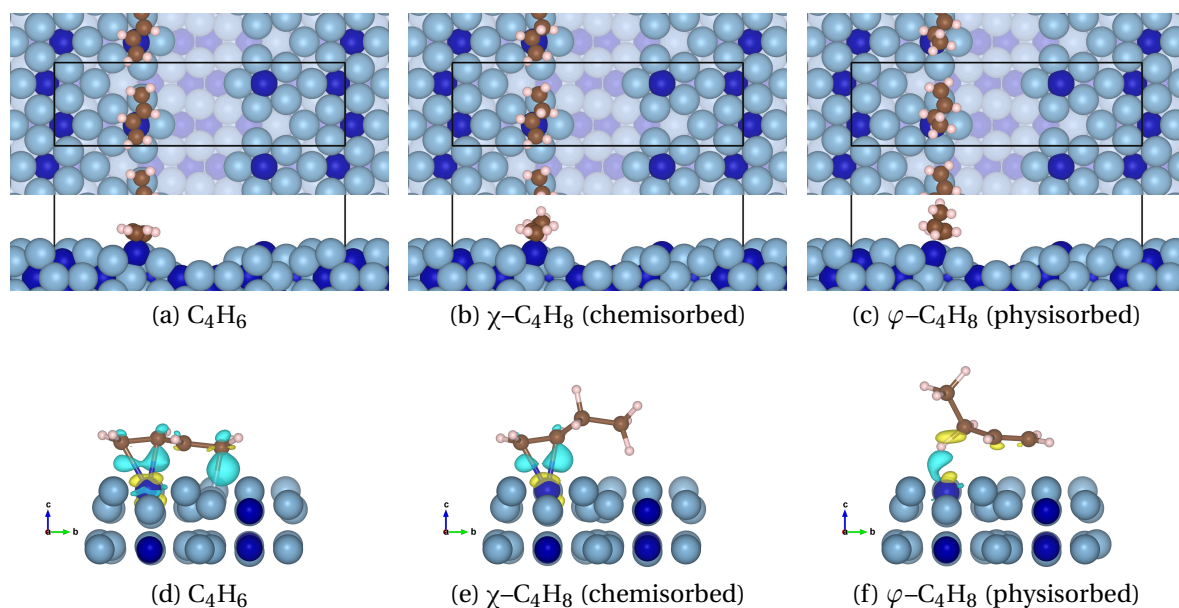 (a) C₄H₆
(b) χ–C₄H₈ (chemisorbed)
(c) φ–C₄H₈ (physisorbed)
c
a
b
c
a
b
c
a
b
(d) C₄H₆
(e) χ–C₄H₈ (chemisorbed)
(f) φ–C₄H₈ (physisorbed)